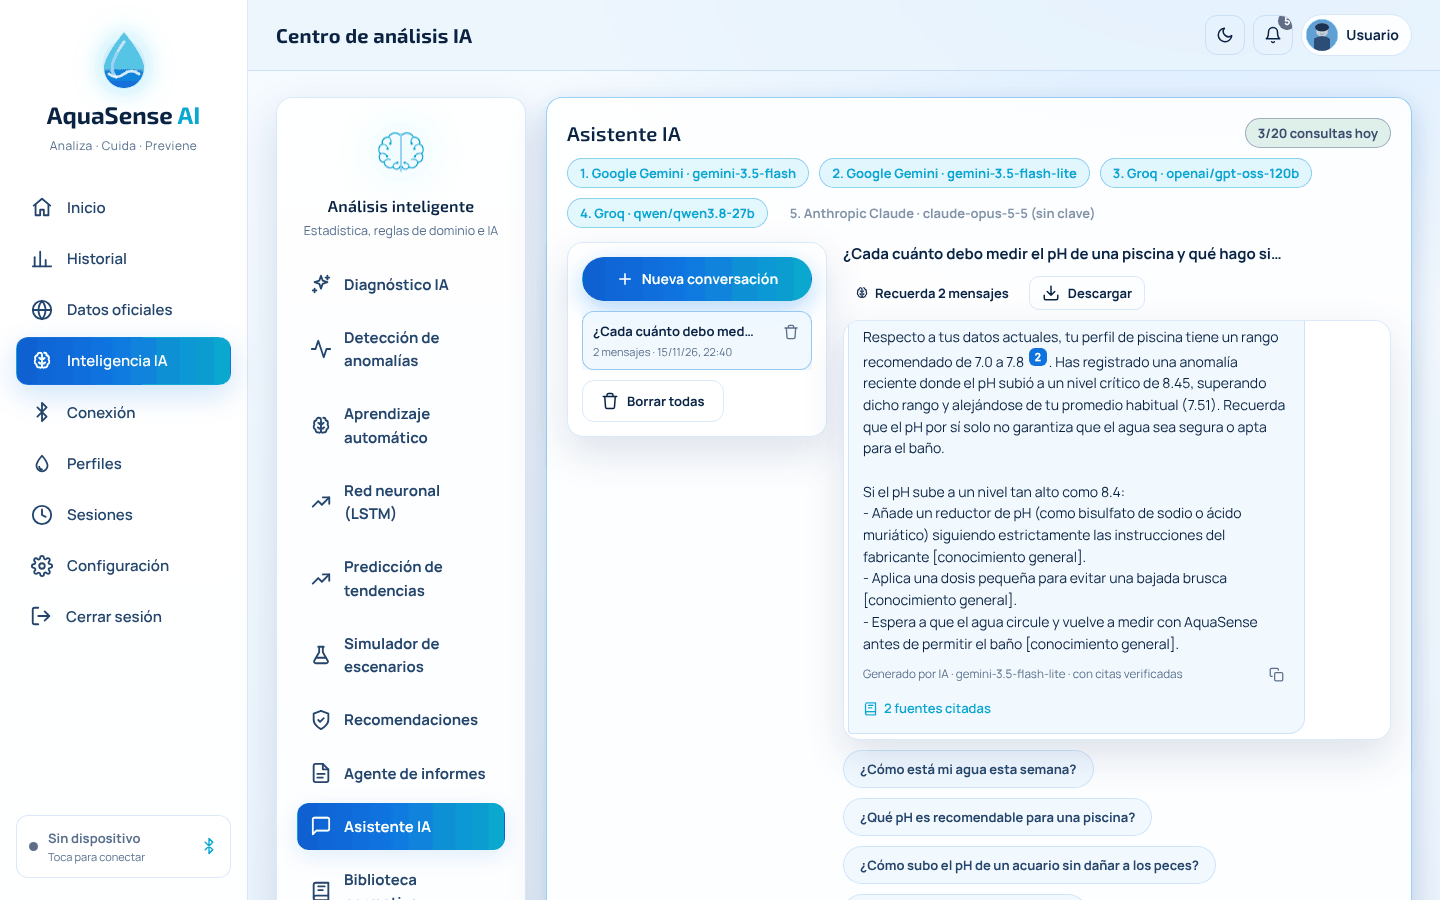 AquaSense AI
Analiza · Cuida · Previene
Inicio
Historial
Datos oficiales
Inteligencia IA
Conexión
Perfiles
Sesiones
Configuración
Cerrar sesión
Sin dispositivo
Toca para conectar
Centro de análisis IA
5
Usuario
Análisis inteligente
Estadística, reglas de dominio e IA
Diagnóstico IA
Detección de
anomalías
Aprendizaje
automático
Red neuronal
(LSTM)
Predicción de
tendencias
Simulador de
escenarios
Recomendaciones
Agente de informes
Asistente IA
Biblioteca
Asistente IA
3/20 consultas hoy
1. Google Gemini · gemini-3.5-flash
2. Google Gemini · gemini-3.5-flash-lite
3. Groq · openai/gpt-oss-120b
4. Groq · qwen/qwen3.8-27b
5. Anthropic Claude · claude-opus-5-5 (sin clave)
Nueva conversación
¿Cada cuánto debo med...
2 mensajes · 15/11/26, 22:40
Borrar todas
¿Cada cuánto debo medir el pH de una piscina y qué hago si...
Recuerda 2 mensajes
Descargar
Respecto a tus datos actuales, tu perfil de piscina tiene un rango
recomendado de 7.0 a 7.8 2 . Has registrado una anomalía
reciente donde el pH subió a un nivel crítico de 8.45, superando
dicho rango y alejándose de tu promedio habitual (7.51). Recuerda
que el pH por sí solo no garantiza que el agua sea segura o apta
para el baño.
Si el pH sube a un nivel tan alto como 8.4:
- Añade un reductor de pH (como bisulfato de sodio o ácido
muriático) siguiendo estrictamente las instrucciones del
fabricante [conocimiento general].
- Aplica una dosis pequeña para evitar una bajada brusca
[conocimiento general].
- Espera a que el agua circule y vuelve a medir con AquaSense
antes de permitir el baño [conocimiento general].
Generado por IA · gemini-3.5-flash-lite · con citas verificadas
2 fuentes citadas
¿Cómo está mi agua esta semana?
¿Qué pH es recomendable para una piscina?
¿Cómo subo el pH de un acuario sin dañar a los peces?